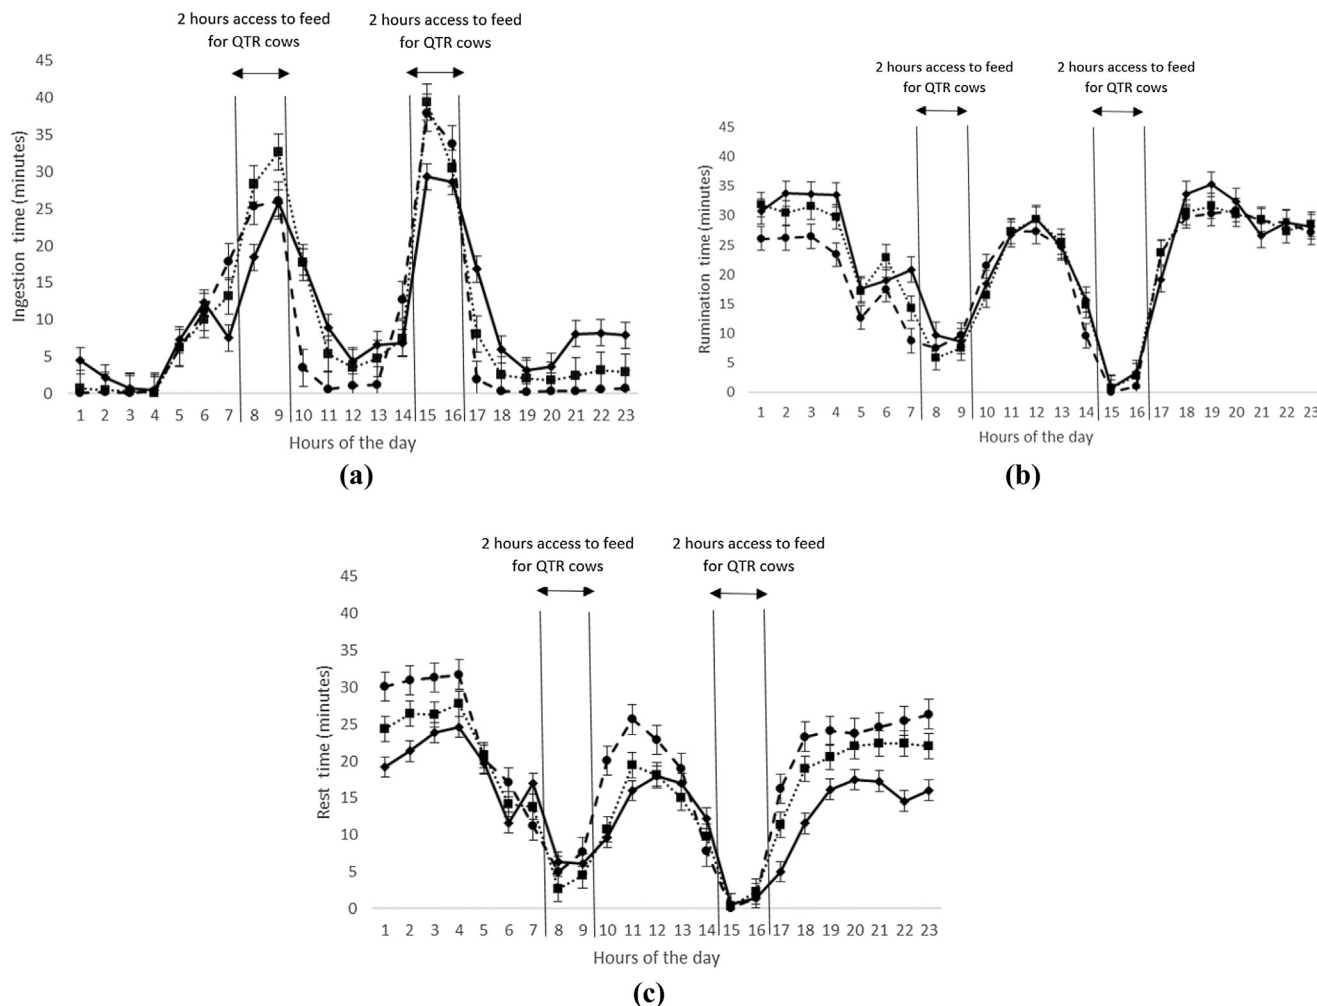 2 hours access to feed 2 hours access to feed
for QTR cows for QTR cows
45
40
35
30
25
20
15
10
5
0
Ingestion time (minutes)
1 2 3 4 5 6 7 8 9 10 11 12 13 14 15 16 17 18 19 20 21 22 23
Hours of the day
(a)
2 hours access to feed 2 hours access to feed
for QTR cows for QTR cows
45
40
35
30
25
20
15
10
5
0
Rumination time (minutes)
1 2 3 4 5 6 7 8 9 10 11 12 13 14 15 16 17 18 19 20 21 22 23
Hours of the day
(b)
2 hours access to feed 2 hours access to feed
for QTR cows for QTR cows
45
40
35
30
25
20
15
10
5
0
Rest time (minutes)
1 2 3 4 5 6 7 8 9 10 11 12 13 14 15 16 17 18 19 20 21 22 23
Hours of the day
(c)